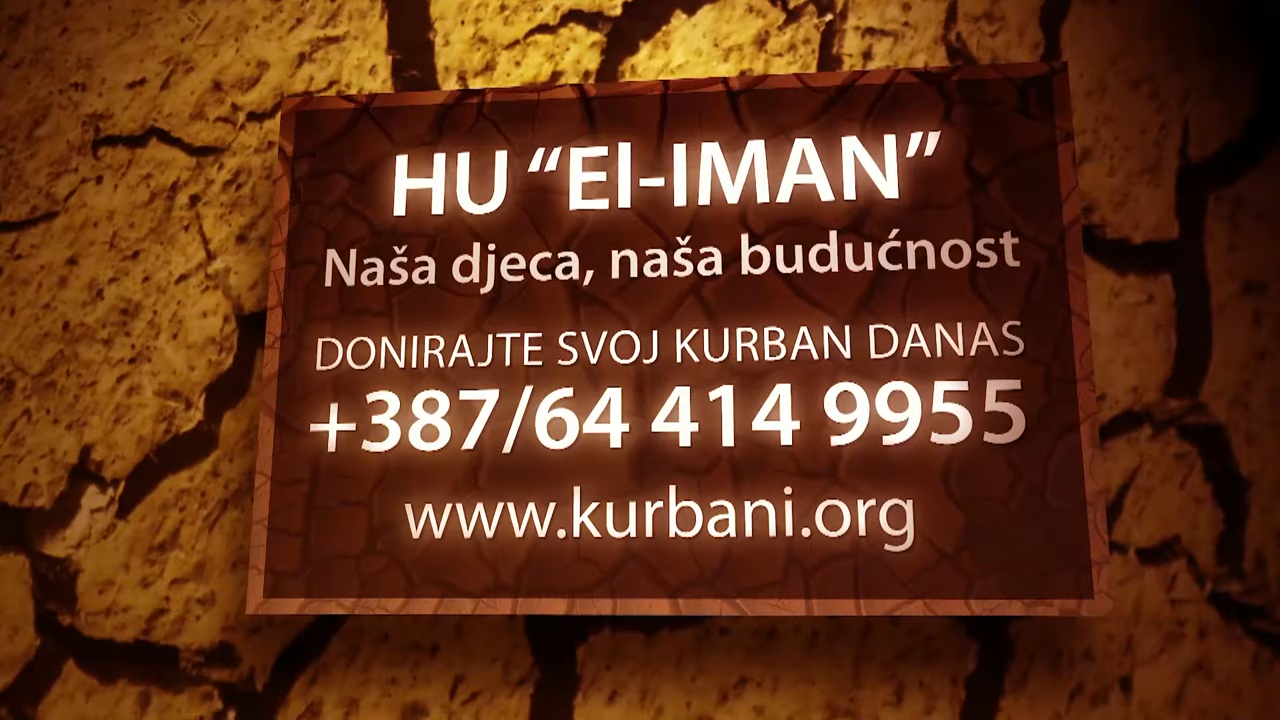 HU “El-IMAN”
Naša djeca, naša budućnost
DONIRAJTE SVOJ KURBAN DANAS
+387/64 414 9955
www.kurbani.org